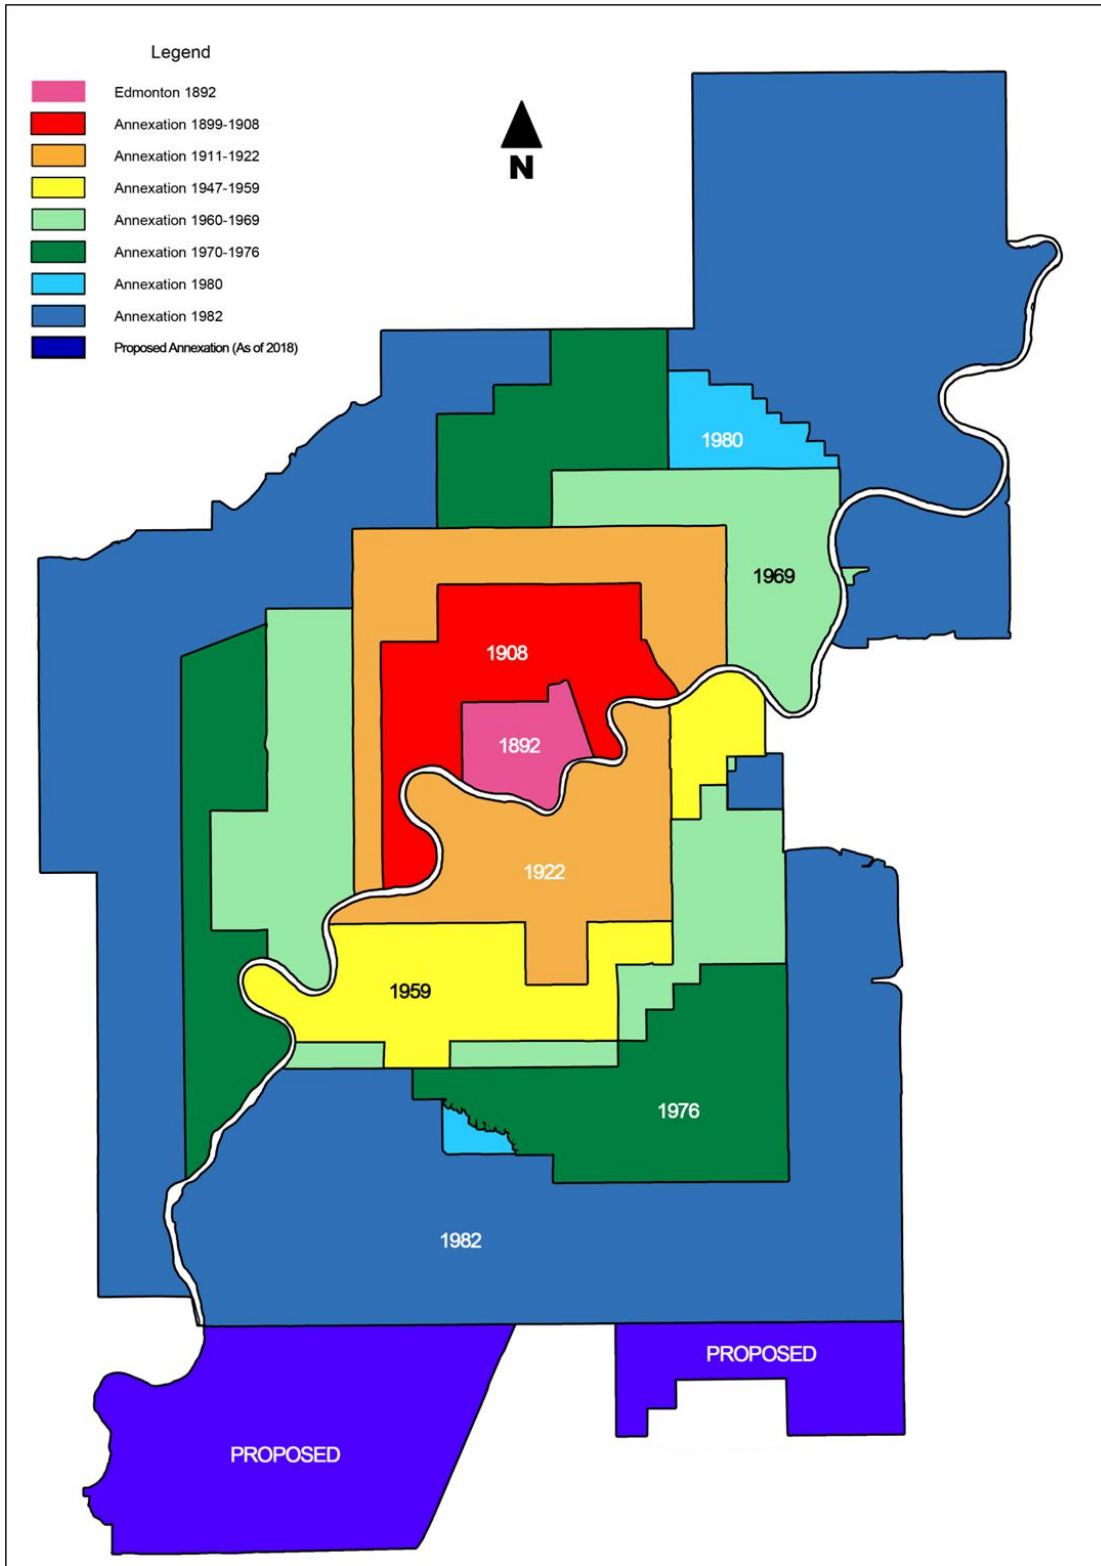 Legend
Edmonton 1892
Annexation 1899-1908
Annexation 1911-1922
Annexation 1947-1959
Annexation 1960-1969
Annexation 1970-1976
Annexation 1980
Annexation 1982
Proposed Annexation (As of 2018)
N
1980
1969
1908
1892
1922
1959
1976
1982
PROPOSED
PROPOSED